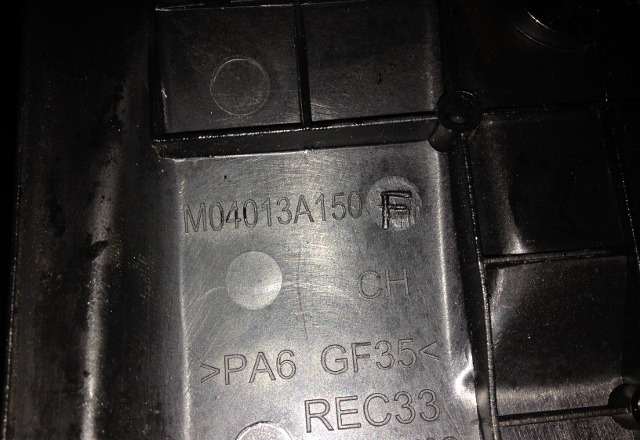 M04013A150 F
CH
>PA6 GF35<
REC33